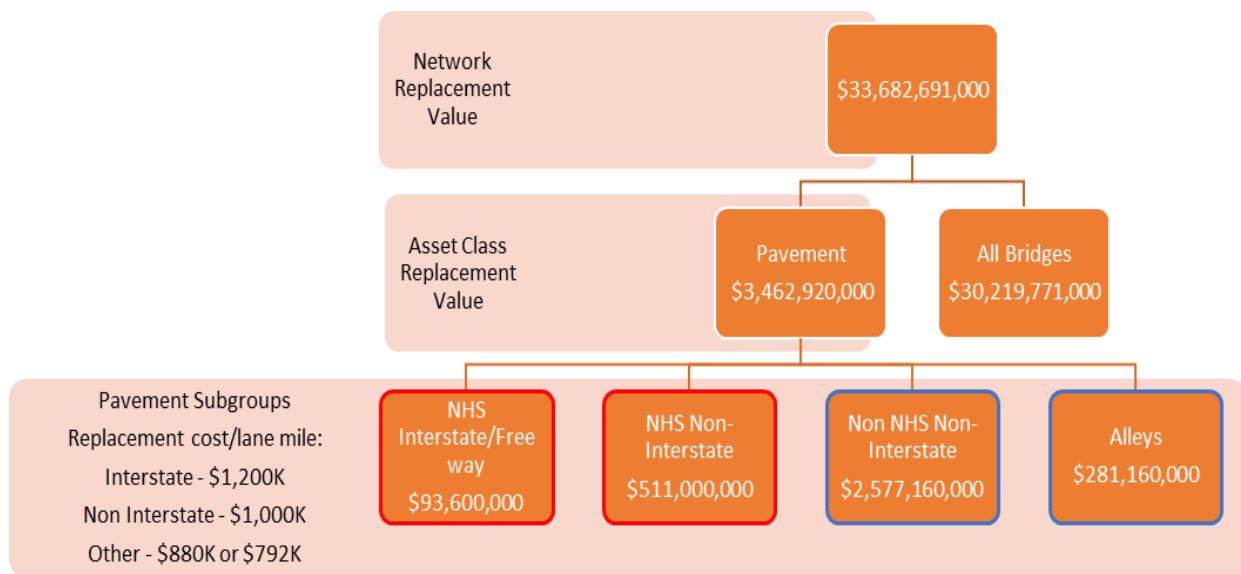 Network
Replacement
Value
$33,682,691,000
Asset Class
Replacement
Value
Pavement
$3,462,920,000
All Bridges
$30,219,771,000
Pavement Subgroups
Replacement cost/lane mile:
Interstate - $1,200K
Non Interstate - $1,000K
Other - $880K or $792K
NHS
Interstate/Free
way
$93,600,000
NHS Non-
Interstate
$511,000,000
Non NHS Non-
Interstate
$2,577,160,000
Alleys
$281,160,000